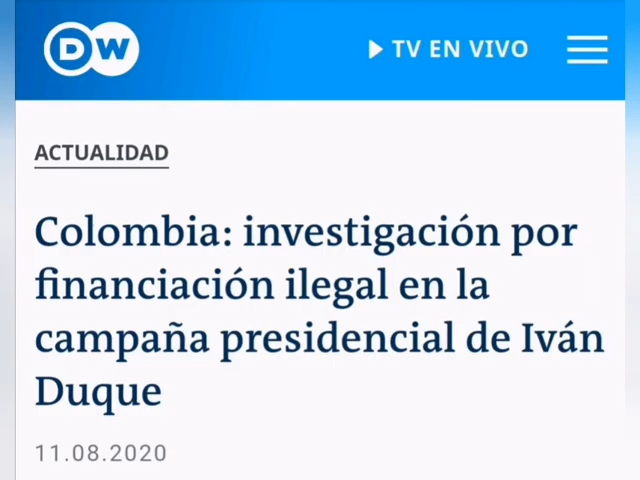 DW
TV EN VIVO
ACTUALIDAD
Colombia: investigación por
financiación ilegal en la
campaña presidencial de Iván
Duque
11.08.2020